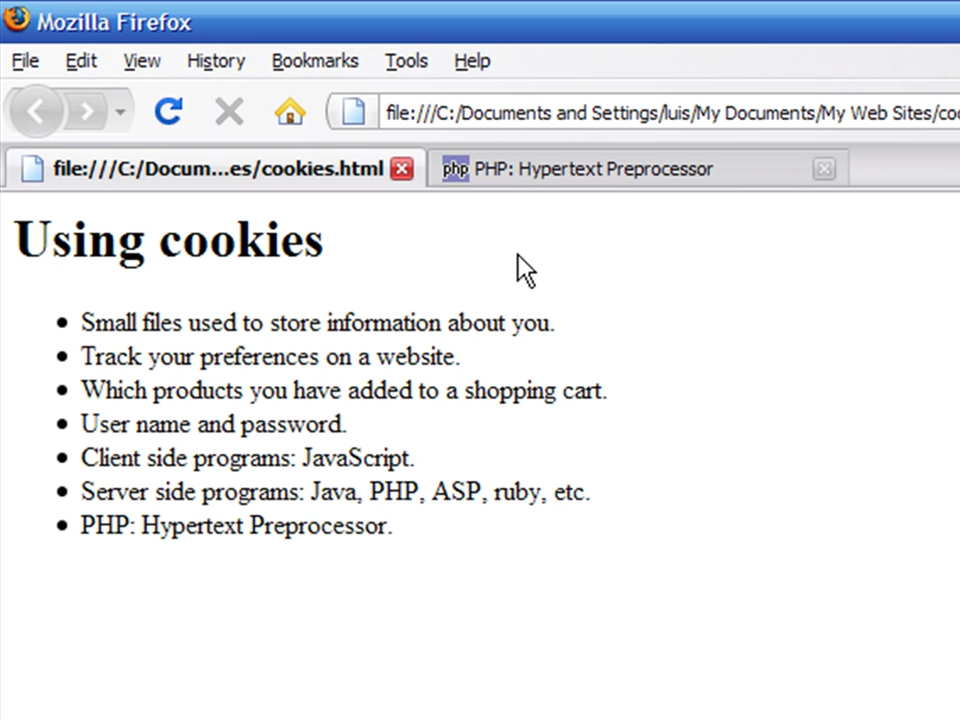 Mozilla Firefox
File Edit View History Bookmarks Tools Help
file:///C:/Documents and Settings/luis/My Documents/My Web Sites/coo
file:///C:/Docum...es/cookies.html php PHP: Hypertext Preprocessor
Using cookies
• Small files used to store information about you.
• Track your preferences on a website.
• Which products you have added to a shopping cart.
• User name and password.
• Client side programs: JavaScript.
• Server side programs: Java, PHP, ASP, ruby, etc.
• PHP: Hypertext Preprocessor.